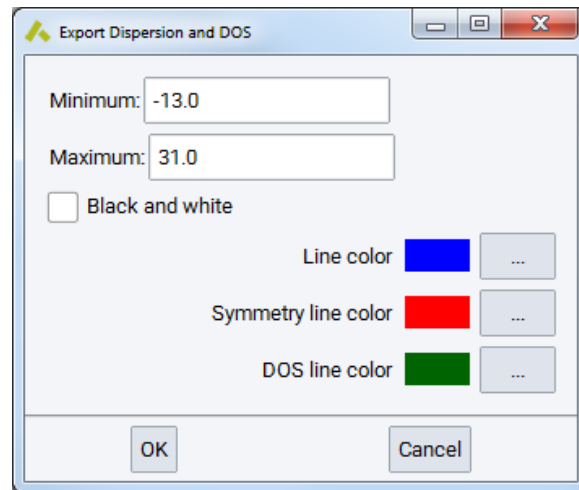 Export Dispersion and DOS
Minimum: -13.0
Maximum: 31.0
Black and white
Line color ...
Symmetry line color ...
DOS line color ...
OK Cancel